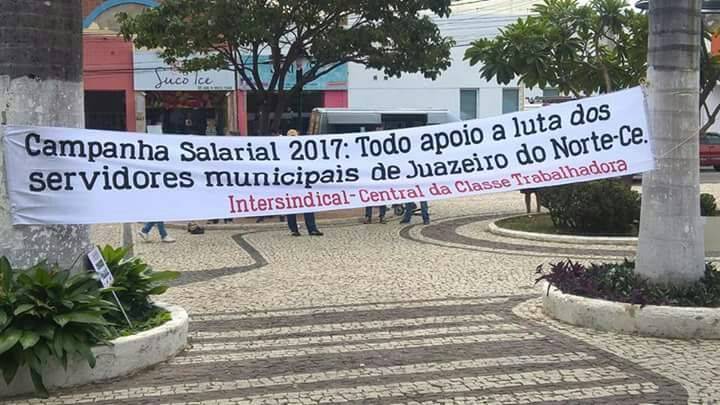 Suco Ice
Campanha Salarial 2017: Todo apoio a luta dos
servidores municipais de Juazeiro do Norte-Ce.
Intersindical-Central da Classe Trabalhadora